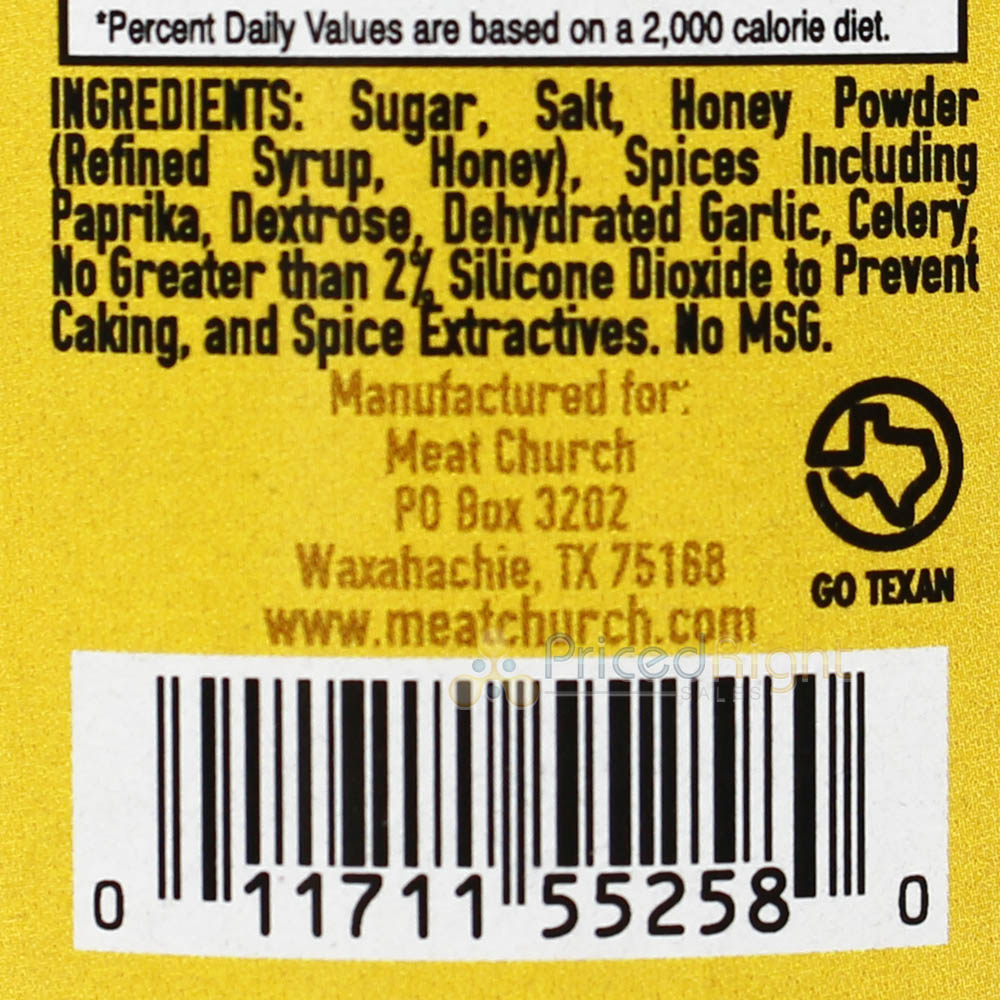 *Percent Daily Values are based on a 2,000 calorie diet.
INGREDIENTS: Sugar, Salt, Honey Powder
(Refined Syrup, Honey), Spices Including
Paprika, Dextrose, Dehydrated Garlic, Celery,
No Greater than 2% Silicone Dioxide to Prevent
Caking, and Spice Extractives. No MSG.
Manufactured for:
Meat Church
PO Box 3202
Waxahachie, TX 75168
www.meatchurch.com
GO TEXAN
PricedRight
SALES
0 11711 55258 0